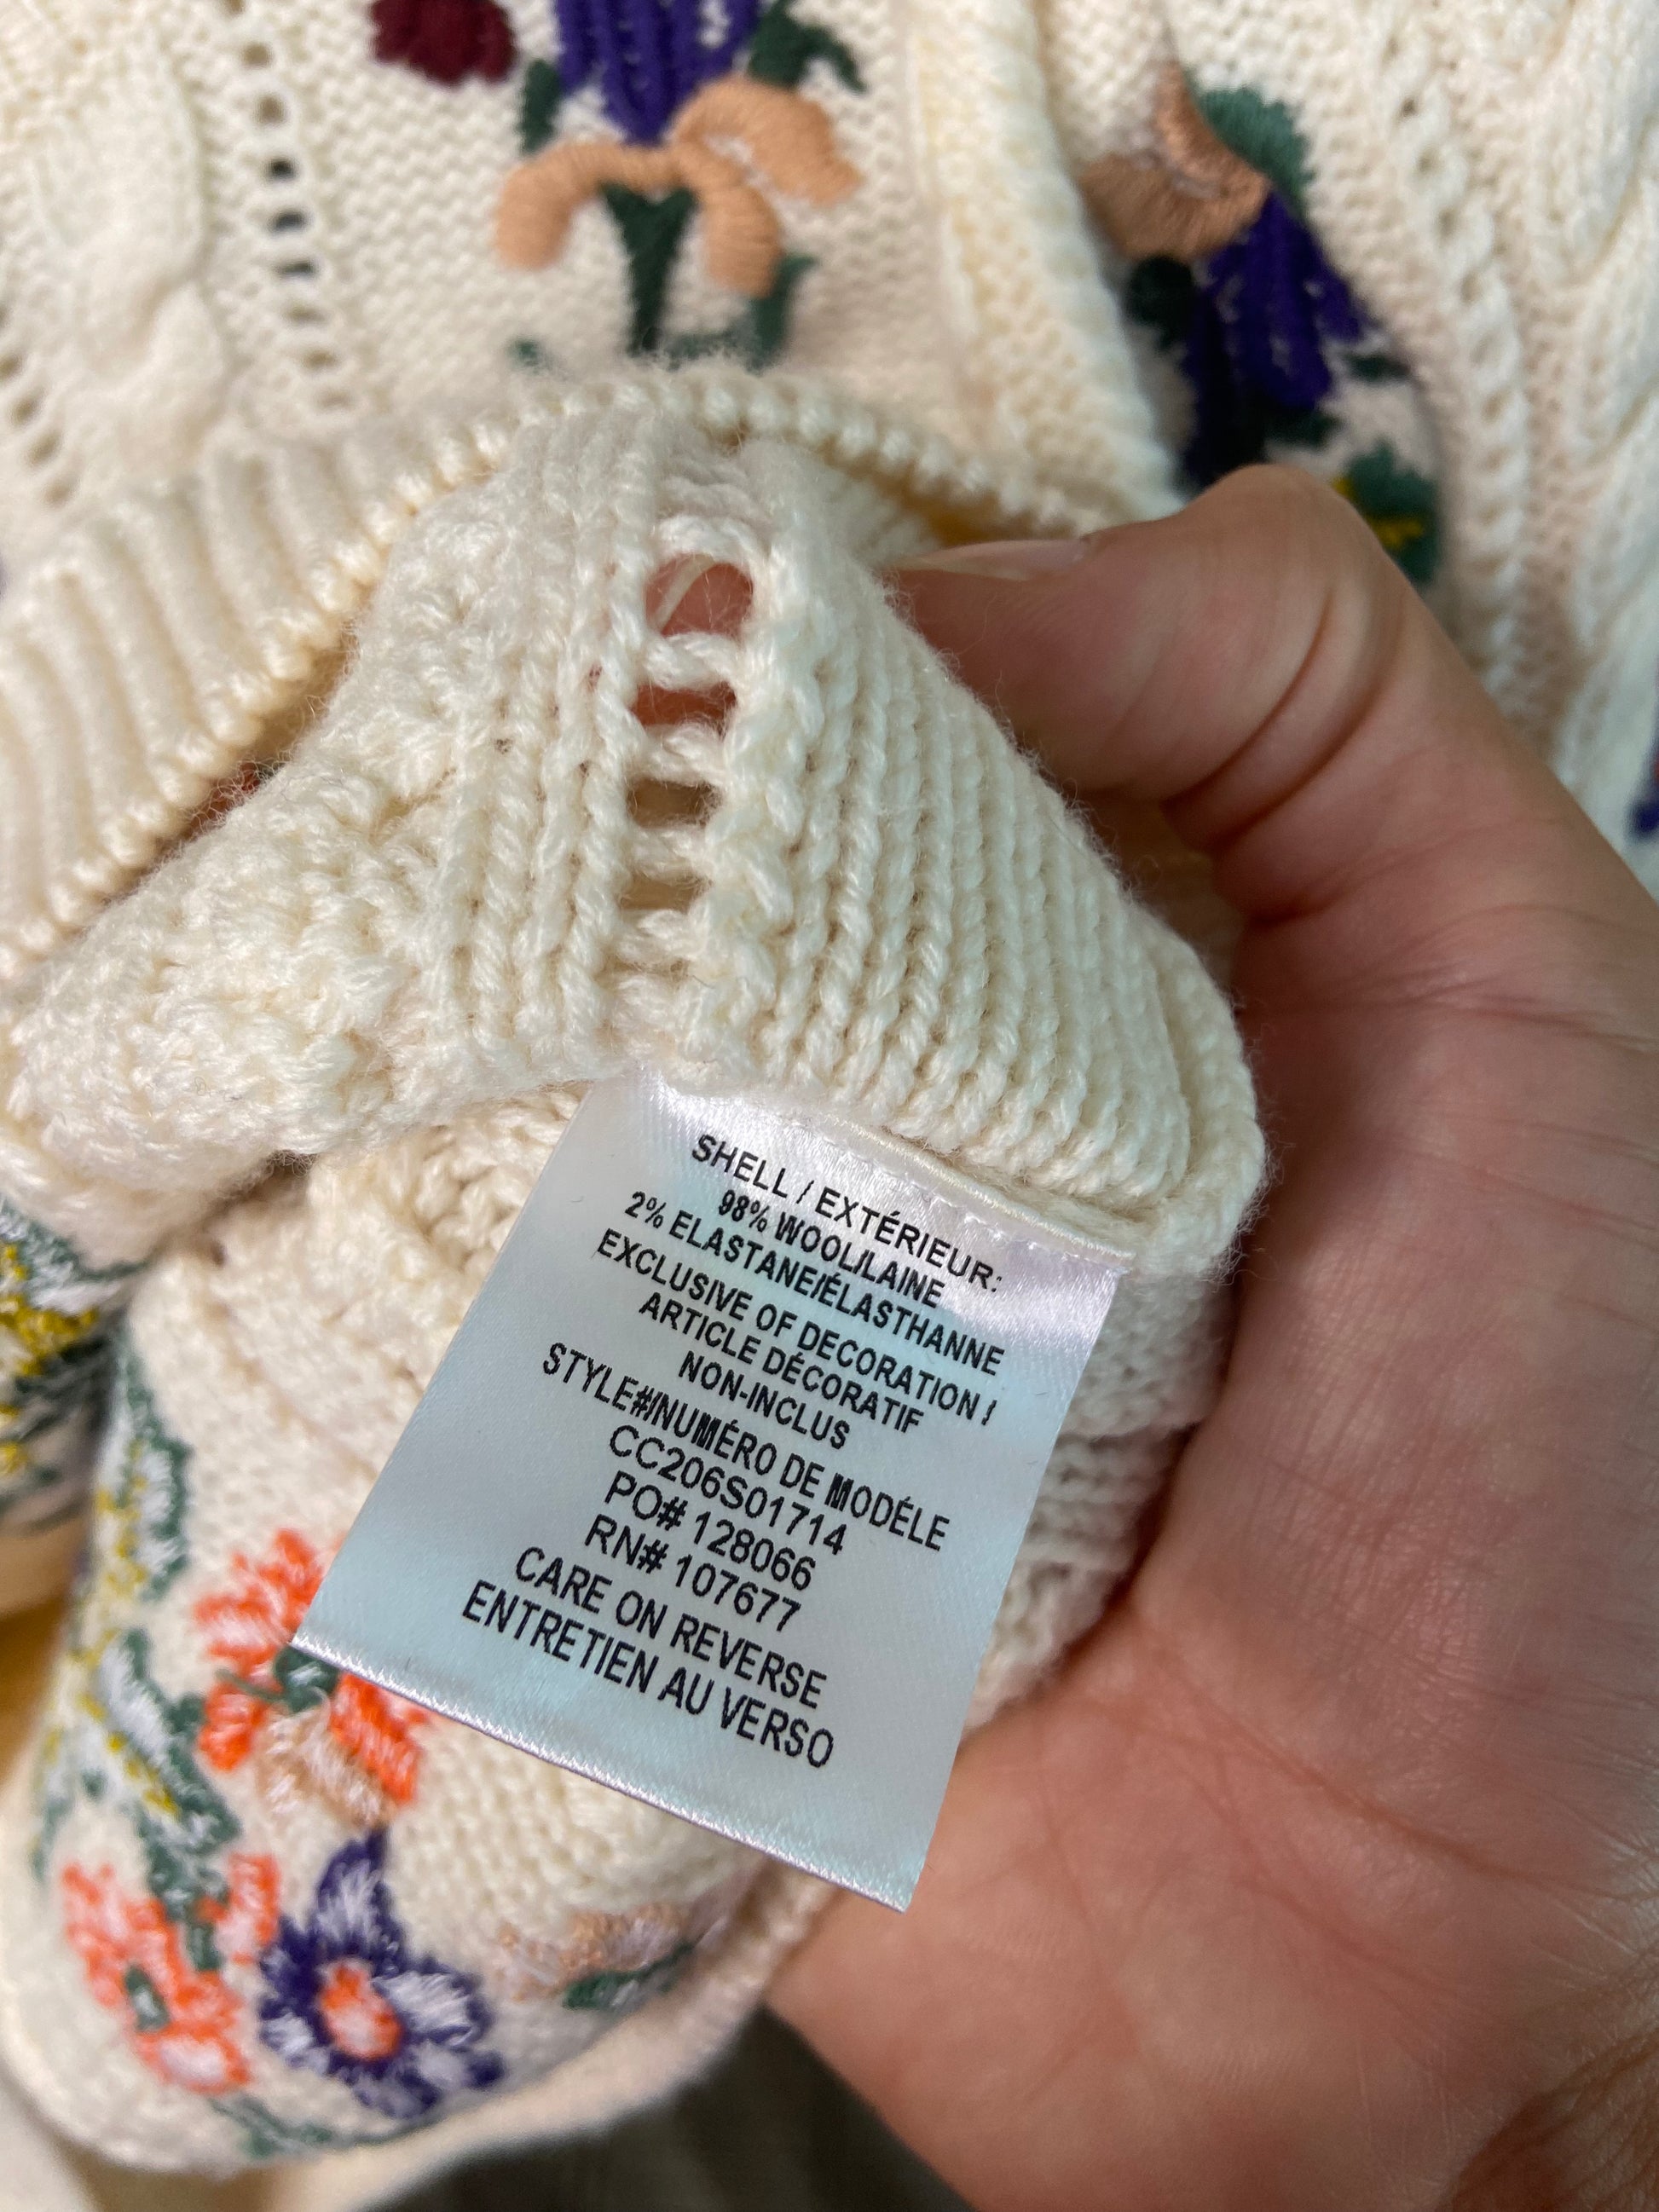 SHELL / EXTÉRIEUR:
98% WOOL/LAINE
2% ELASTANE/ÉLASTHANNE
EXCLUSIVE OF DECORATION /
ARTICLE DÉCORATIF
NON-INCLUS
STYLE#/NUMÉRO DE MODÉLE
CC206S01714
PO# 128066
RN# 107677
CARE ON REVERSE
ENTRETIEN AU VERSO